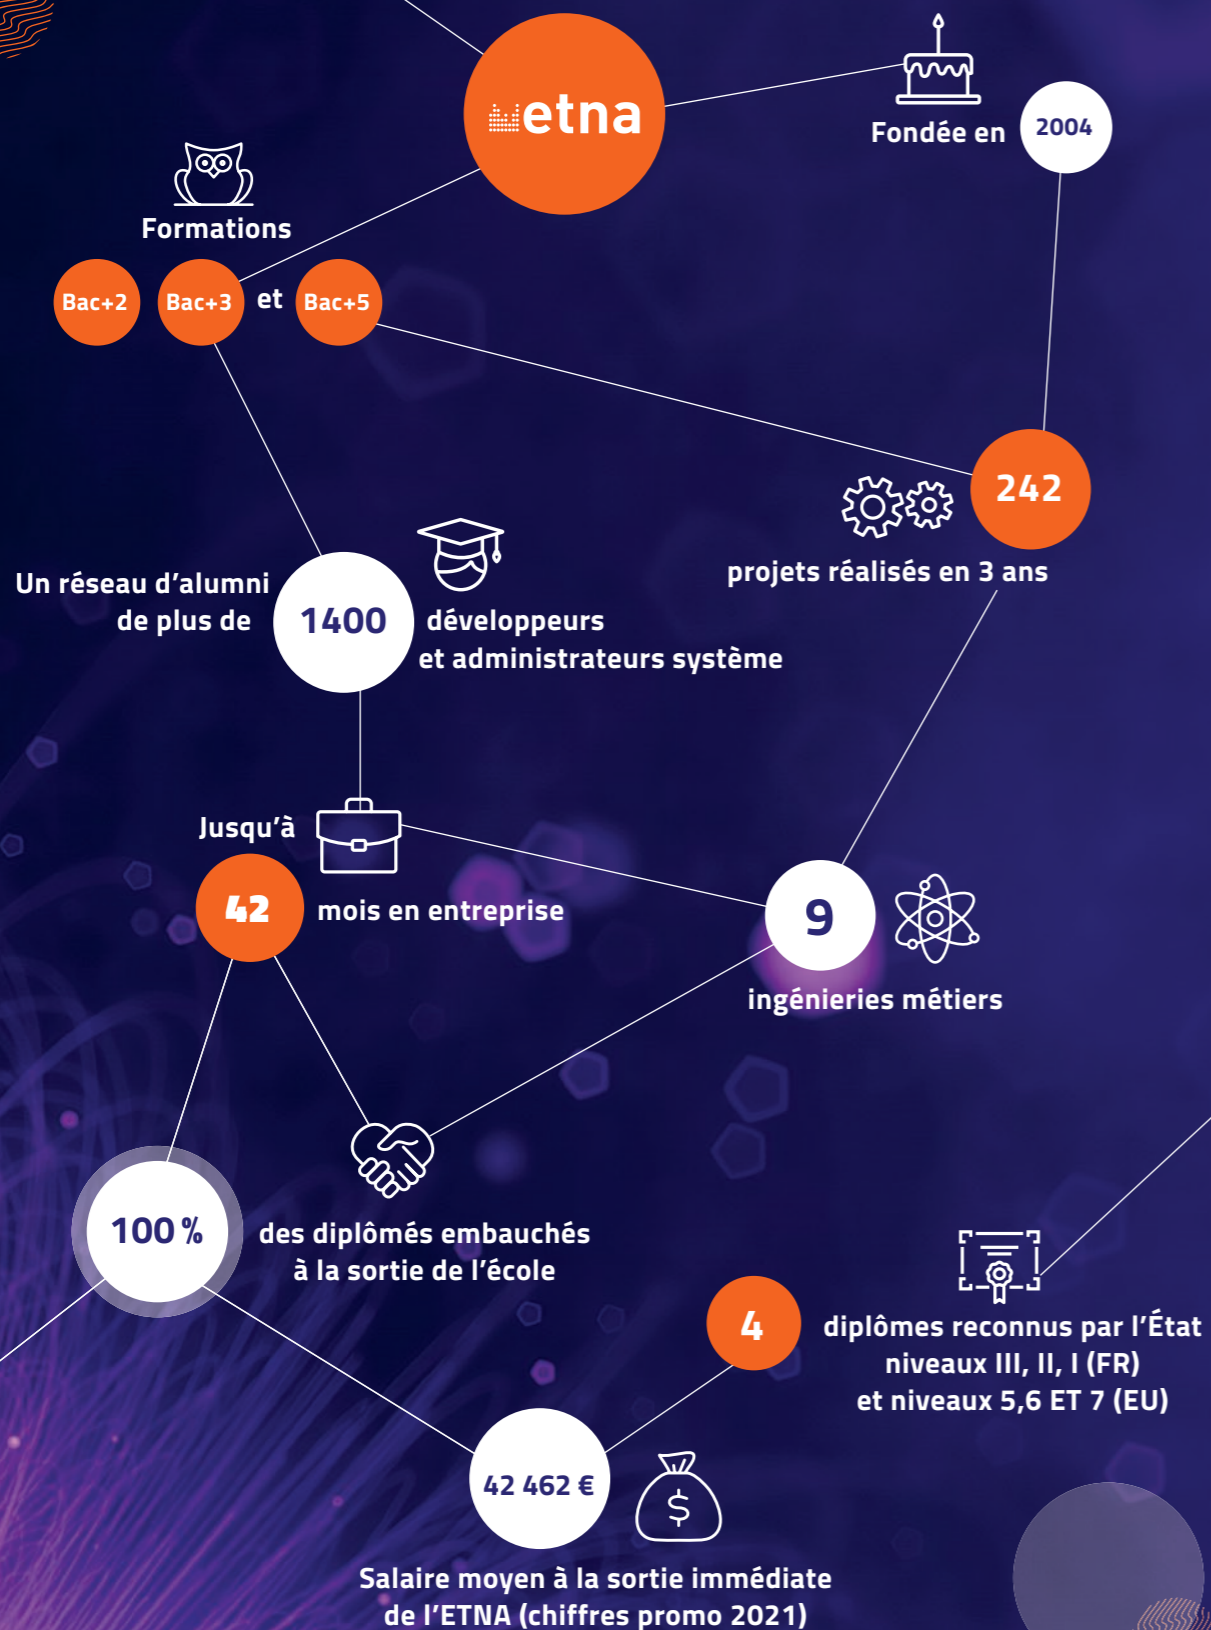 etna
Fondée en 2004
Formations
Bac+2 Bac+3 et Bac+5
242
projets réalisés en 3 ans
Un réseau d'alumni
de plus de 1400 développeurs
et administrateurs système
Jusqu'à
42 mois en entreprise
9
ingénieries métiers
100 % des diplômés embauchés
à la sortie de l'école
4 diplômes reconnus par l'État
niveaux III, II, I (FR)
et niveaux 5,6 ET 7 (EU)
42 462 €
$
Salaire moyen à la sortie immédiate
de l'ETNA (chiffres promo 2021)